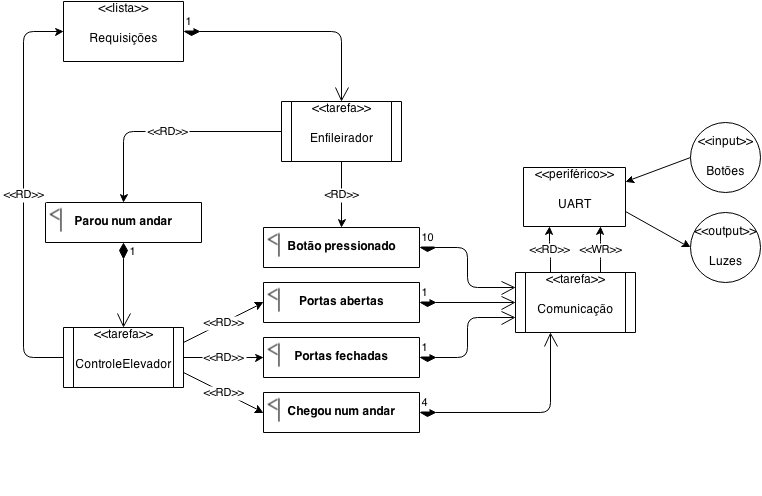 <<lista>>
Requisições
1
<<tarefa>>
Enfileirador
<<RD>>
<<input>>
Botões
<<periférico>>
UART
<<RD>>
<RD>>
Parou num andar
<<output>>
Luzes
Botão pressionado
10
<<RD>>
<<WR>>
1
<<tarefa>>
Comunicação
Portas abertas
1
<<RD>>
<<tarefa>>
ControleElevador
<<RD>>
Portas fechadas
1
<<RD>>
Chegou num andar
4